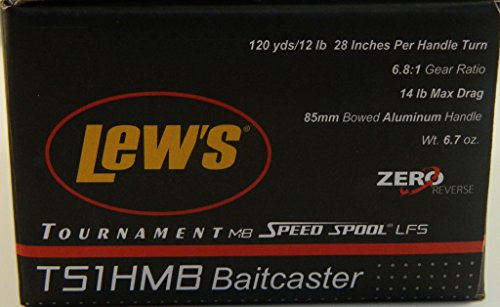 120 yds/12 lb 28 Inches Per Handle Turn
6.8:1 Gear Ratio
14 lb Max Drag
85mm Bowed Aluminum Handle
Wt. 6.7 oz.
Lew's®
ZERO
REVERSE
TOURNAMENT MB SPEED SPOOL® LFS
TS1HMB Baitcaster